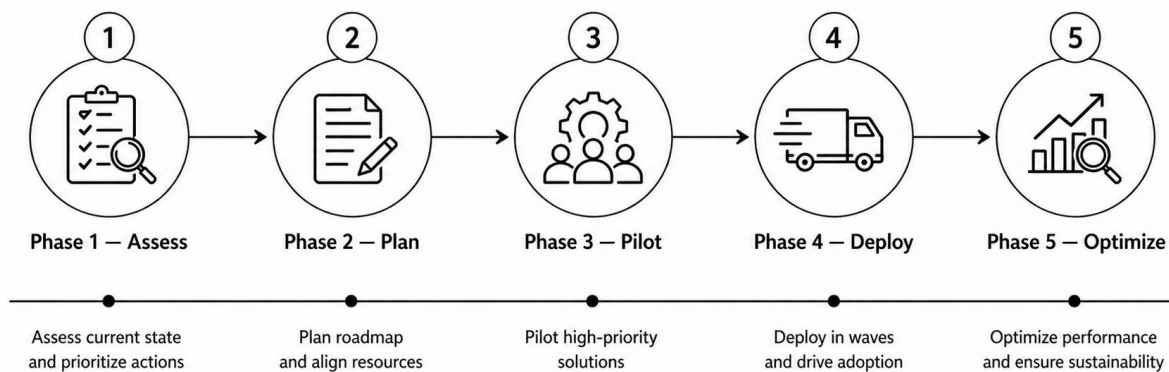 1
2
3
4
5
Phase 1 — Assess
Phase 2 — Plan
Phase 3 — Pilot
Phase 4 — Deploy
Phase 5 — Optimize
Assess current state
and prioritize actions
Plan roadmap
and align resources
Pilot high-priority
solutions
Deploy in waves
and drive adoption
Optimize performance
and ensure sustainability